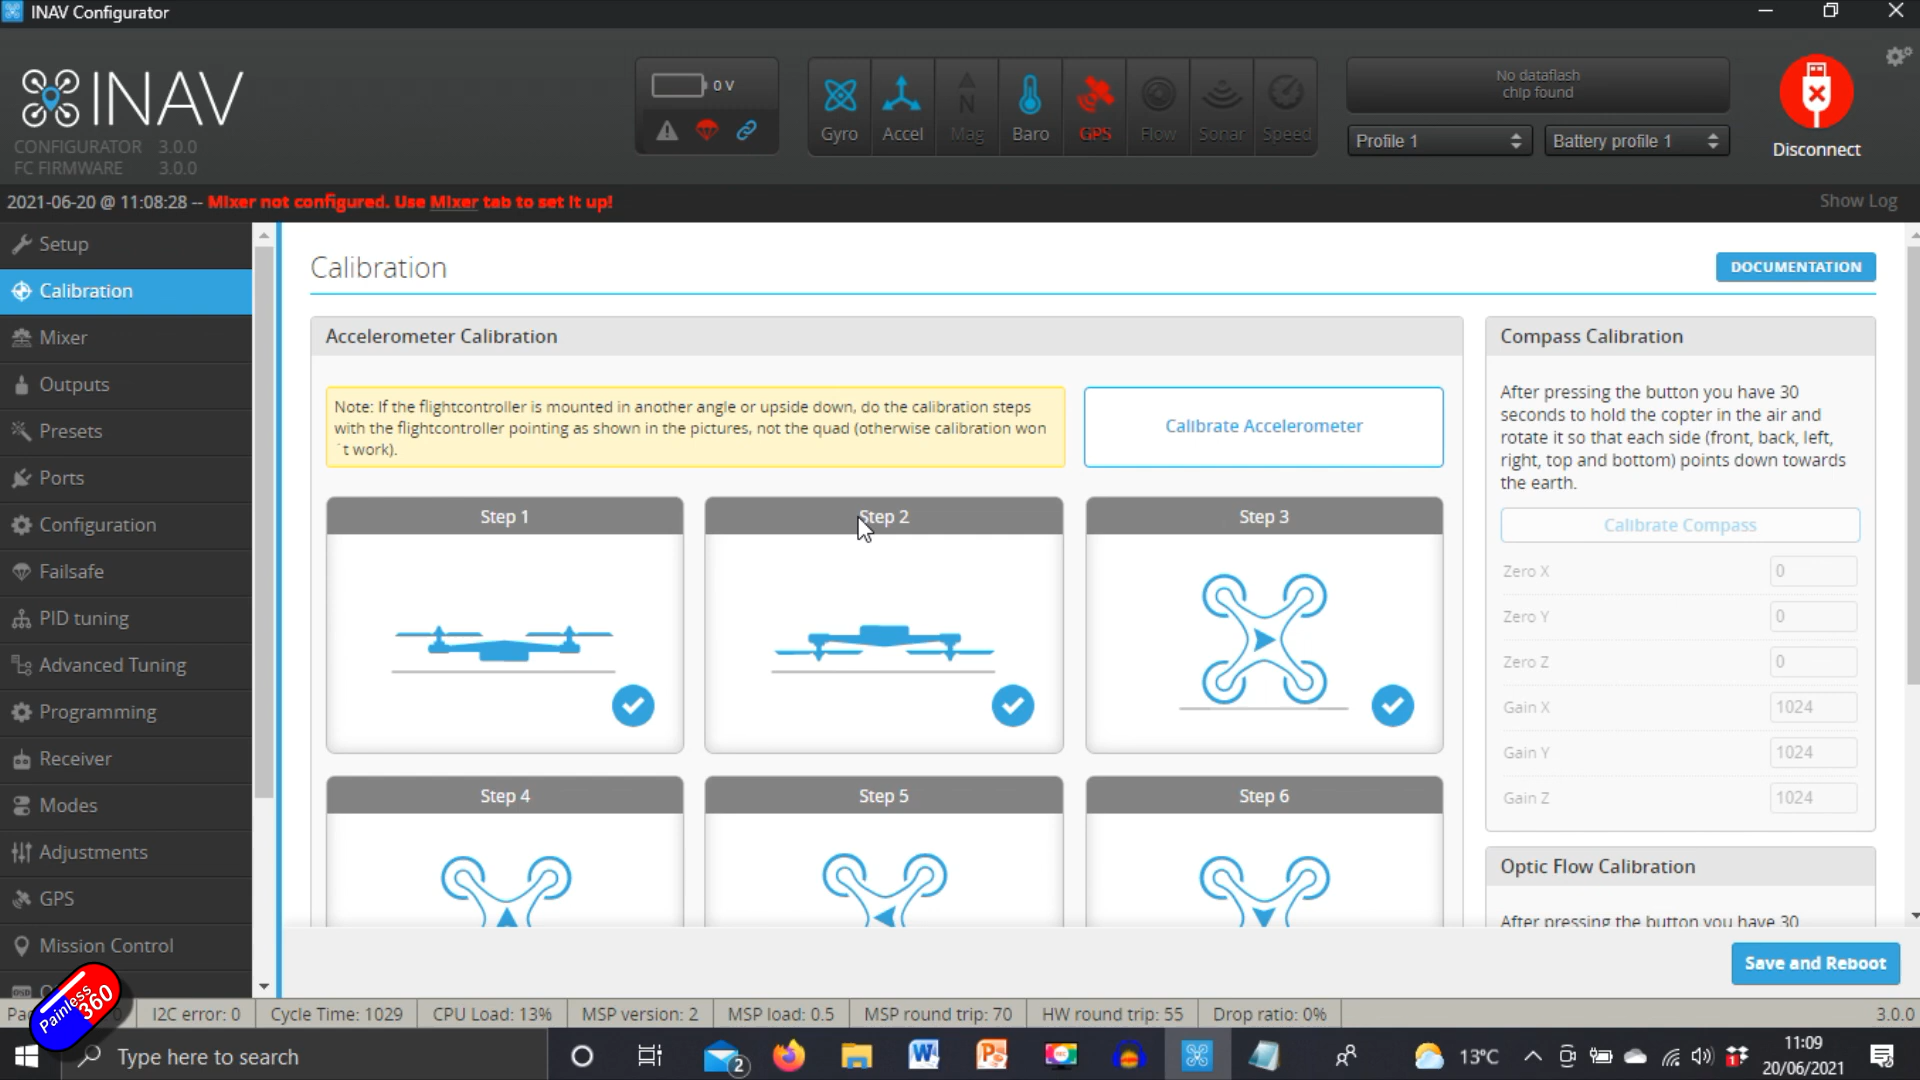 INAV Configurator
INAV
CONFIGURATOR 3.0.0
FC FIRMWARE 3.0.0
0 V
Gyro
Accel
Mag
Baro
GPS
Flow
Sonar
Speed
No dataflash
chip found
Profile 1
Battery profile 1
Disconnect
2021-06-20 @ 11:08:28 -- Mixer not configured. Use Mixer tab to set it up!
Show Log
Setup
Calibration
Mixer
Outputs
Presets
Ports
Configuration
Failsafe
PID tuning
Advanced Tuning
Programming
Receiver
Modes
Adjustments
GPS
Mission Control
Calibration
DOCUMENTATION
Accelerometer Calibration
Note: If the flightcontroller is mounted in another angle or upside down, do the calibration steps
with the flightcontroller pointing as shown in the pictures, not the quad (otherwise calibration won
´t work).
Calibrate Accelerometer
Step 1
Step 2
Step 3
Step 4
Step 5
Step 6
Compass Calibration
After pressing the button you have 30
seconds to hold the copter in the air and
rotate it so that each side (front, back, left,
right, top and bottom) points down towards
the earth.
Calibrate Compass
Zero X 0
Zero Y 0
Zero Z 0
Gain X 1024
Gain Y 1024
Gain Z 1024
Optic Flow Calibration
After pressing the button you have 30
Save and Reboot
Painless360
I2C error: 0
Cycle Time: 1029
CPU Load: 13%
MSP version: 2
MSP load: 0.5
MSP round trip: 70
HW round trip: 55
Drop ratio: 0%
3.0.0
Type here to search
2
13°C
11:09
20/06/2021